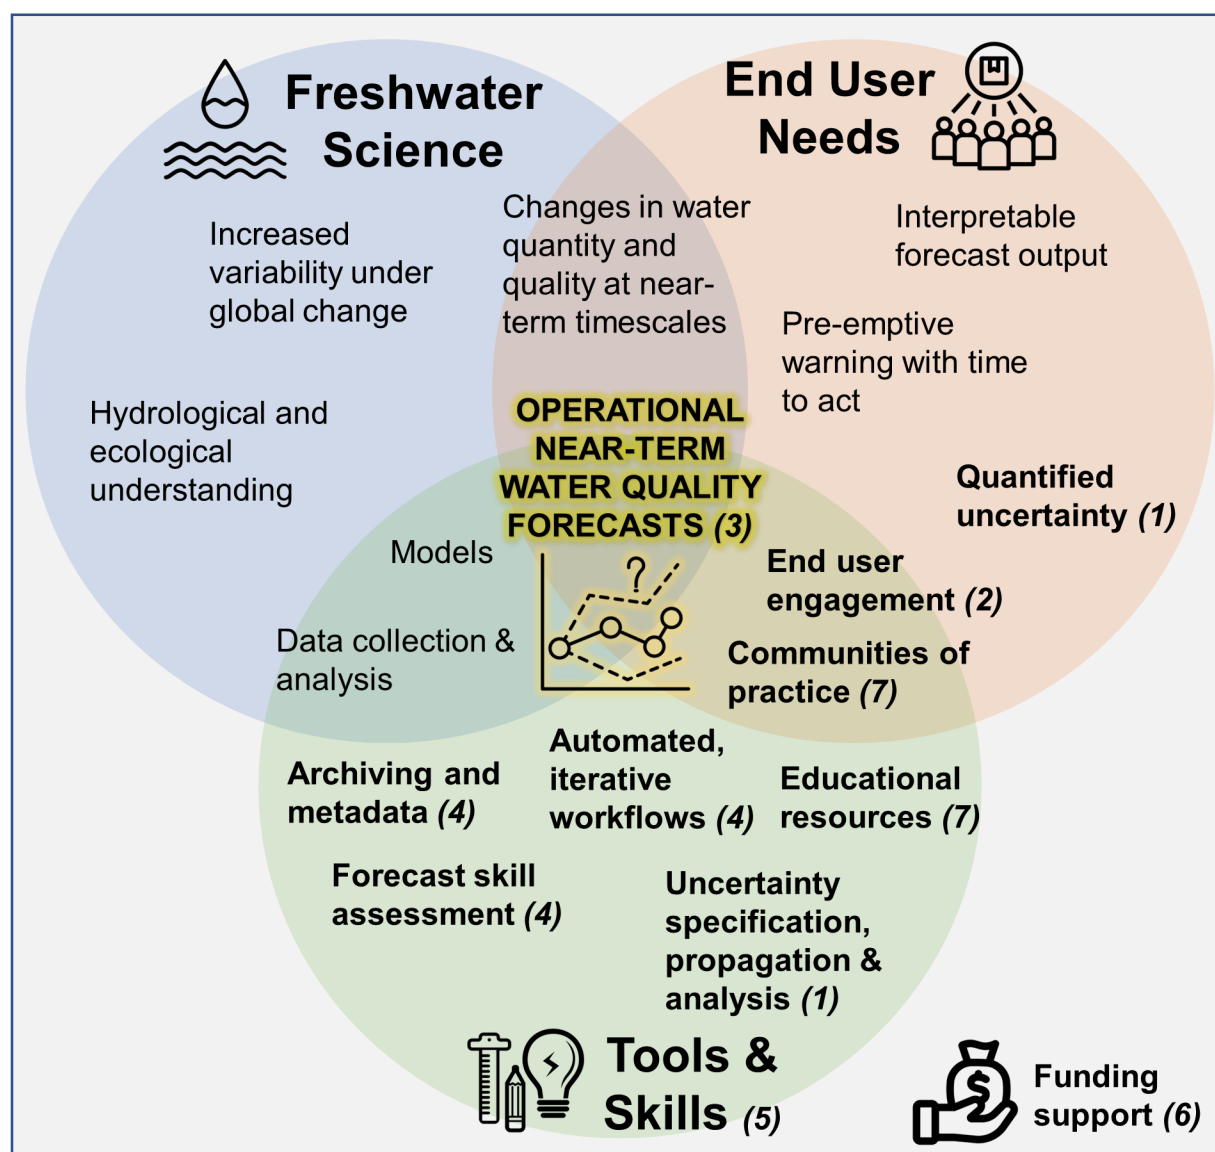 Freshwater
Science
End User
Needs
Increased
variability under
global change
Changes in water
quantity and
quality at near-
term timescales
Interpretable
forecast output
Pre-emptive
warning with time
to act
Hydrological and
ecological
understanding
OPERATIONAL
NEAR-TERM
WATER QUALITY
FORECASTS (3)
Quantified
uncertainty (1)
Models
?
End user
engagement (2)
Data collection &
analysis
Communities of
practice (7)
Archiving and
metadata (4)
Automated,
iterative
workflows (4)
Educational
resources (7)
Forecast skill
assessment (4)
Uncertainty
specification,
propagation &
analysis (1)
Tools &
Skills (5)
$
Funding
support (6)